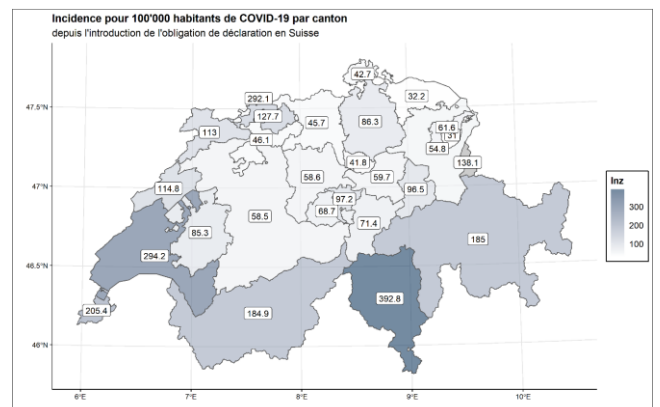 Incidence pour 100'000 habitants de COVID-19 par canton
depuis l'introduction de l'obligation de déclaration en Suisse
42.7
47.5°N
292.1
32.2
127.7
45.7
86.3
61.6
113
31
46.1
54.8
41.8
138.1
58.6
59.7
47°N
114.8
96.5
97.2
68.7
58.5
71.4
85.3
185
294.2
46.5°N
392.8
205.4
184.9
46°N
6°E
7°E
8°E
9°E
10°E
Inz
300
200
100